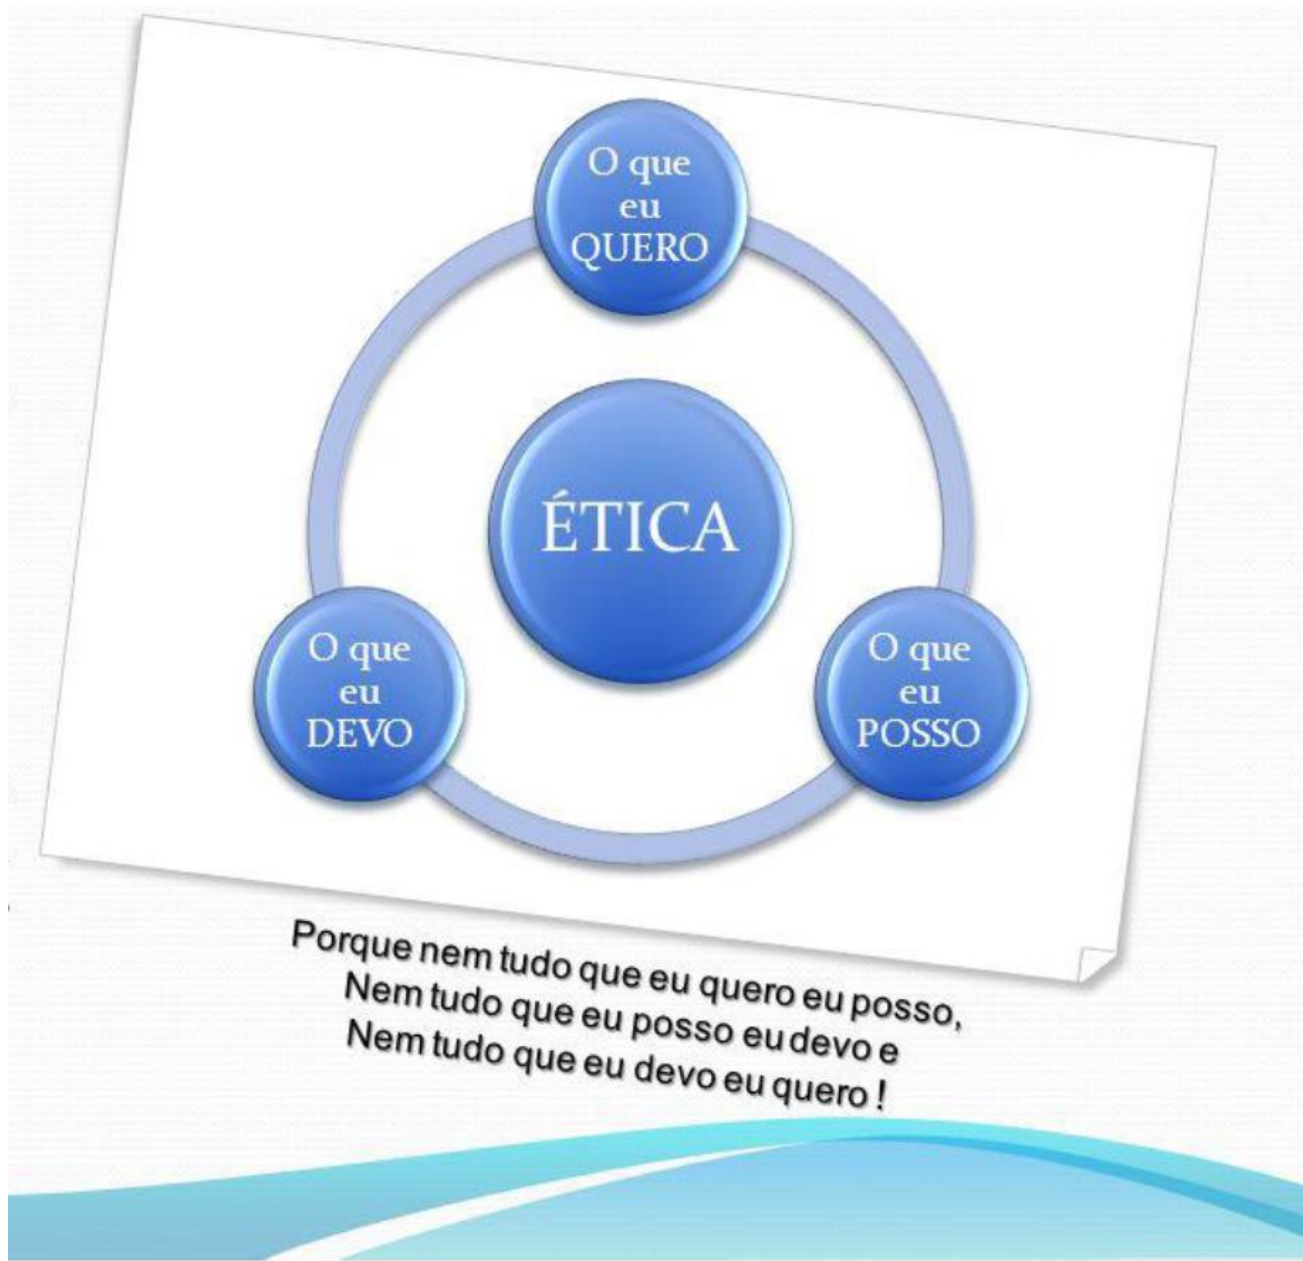 O que
eu
QUERO
ÉTICA
O que
eu
DEVO
O que
eu
POSSO
Porque nem tudo que eu quero eu posso,
Nem tudo que eu posso eu devo e
Nem tudo que eu devo eu quero !